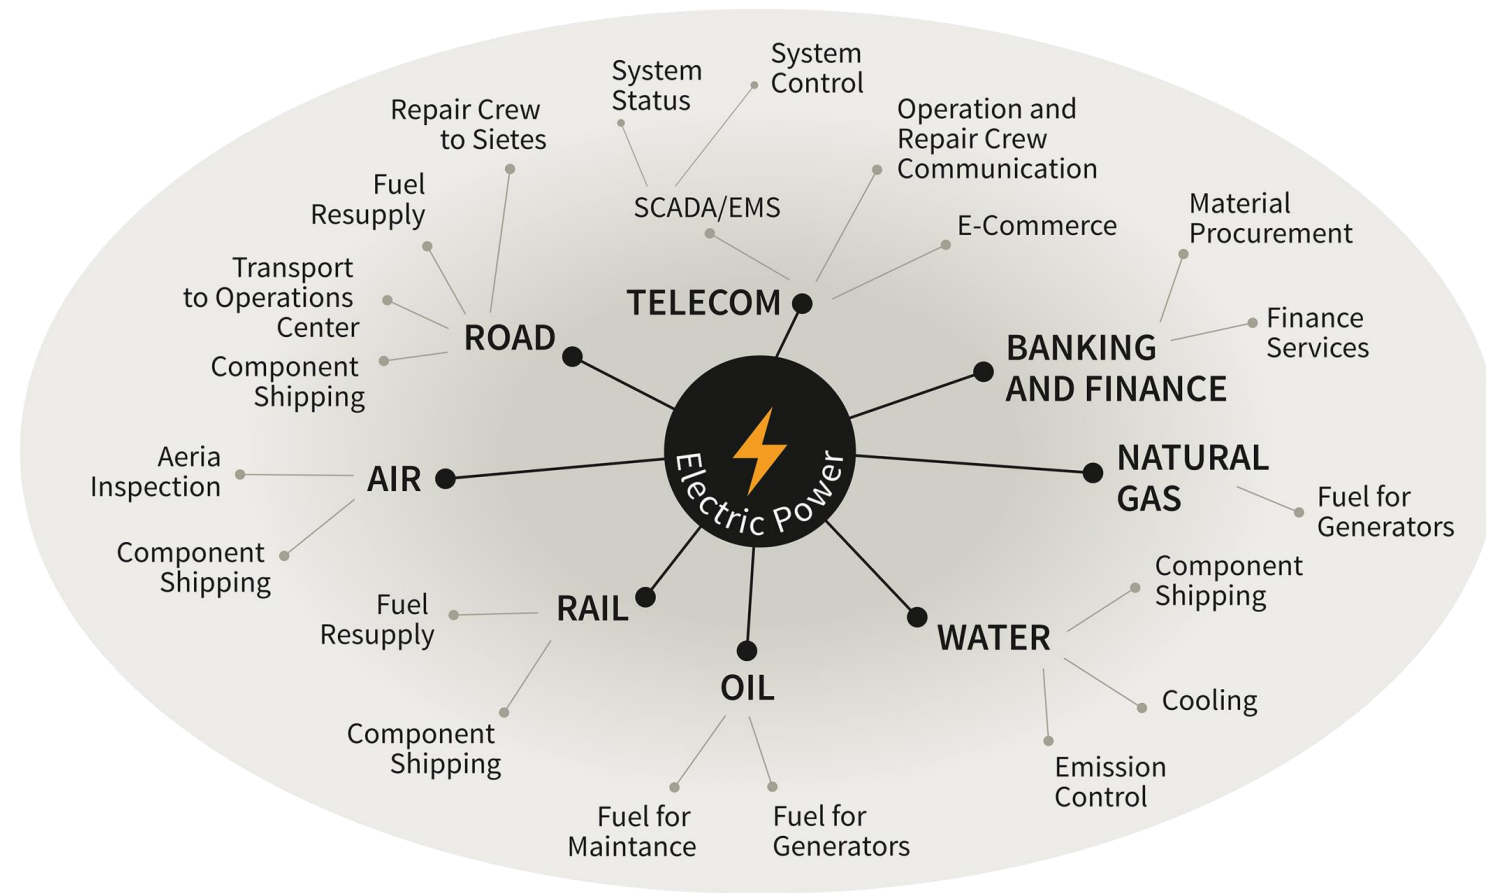 System
Status
System
Control
Repair Crew
to Sietes
Operation and
Repair Crew
Communication
Fuel
Resupply
SCADA/EMS
E-Commerce
Material
Procurement
Transport
to Operations
Center
TELECOM
ROAD
Component
Shipping
BANKING
AND FINANCE
Finance
Services
Electric Power
Aeria
Inspection
AIR
NATURAL
GAS
Fuel for
Generators
Component
Shipping
Component
Shipping
Fuel
Resupply
RAIL
WATER
OIL
Cooling
Component
Shipping
Emission
Control
Fuel for
Maintance
Fuel for
Generators